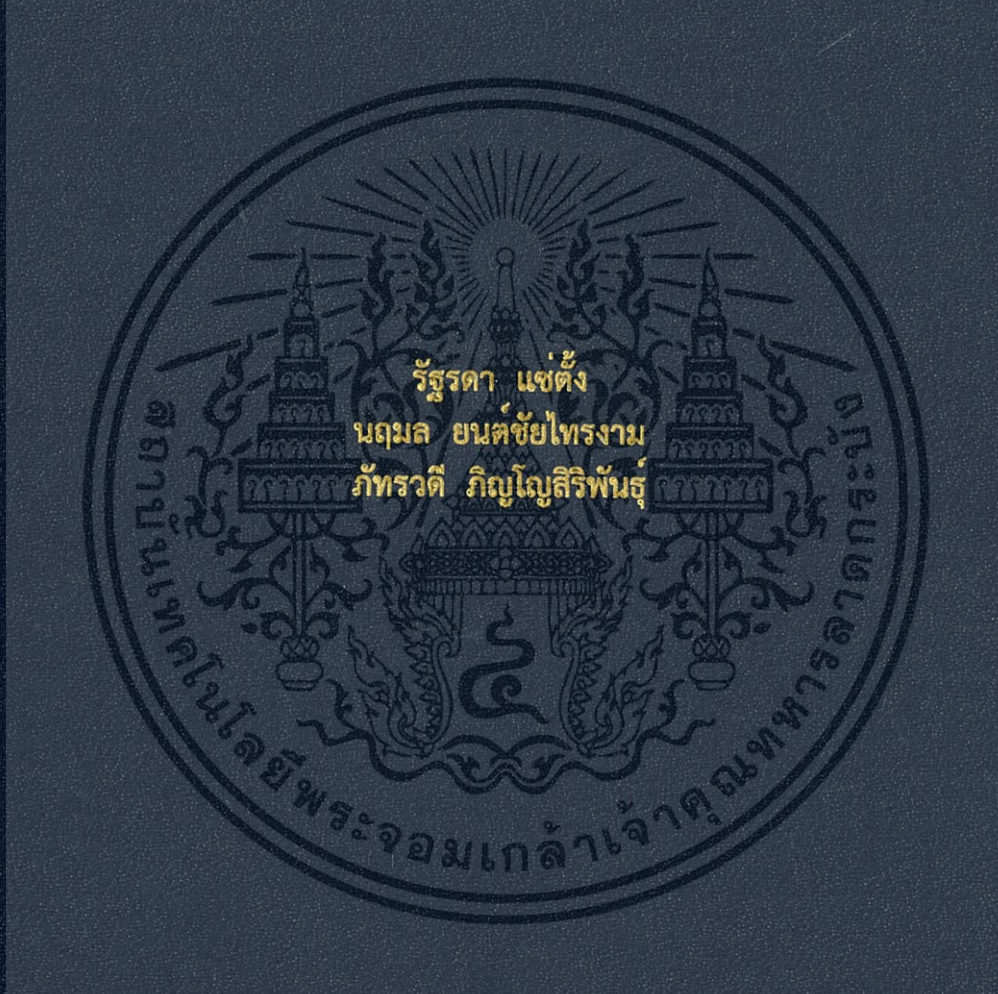 รัฐรดา แซ่ตั้ง
นฤมล ยนต์ชัยไทรงาม
ภัทรวดี ภิญโญสิริพันธุ์
สถาบันเทคโนโลยีพระจอมเกล้าเจ้าคุณทหารลาดกระบัง
๔